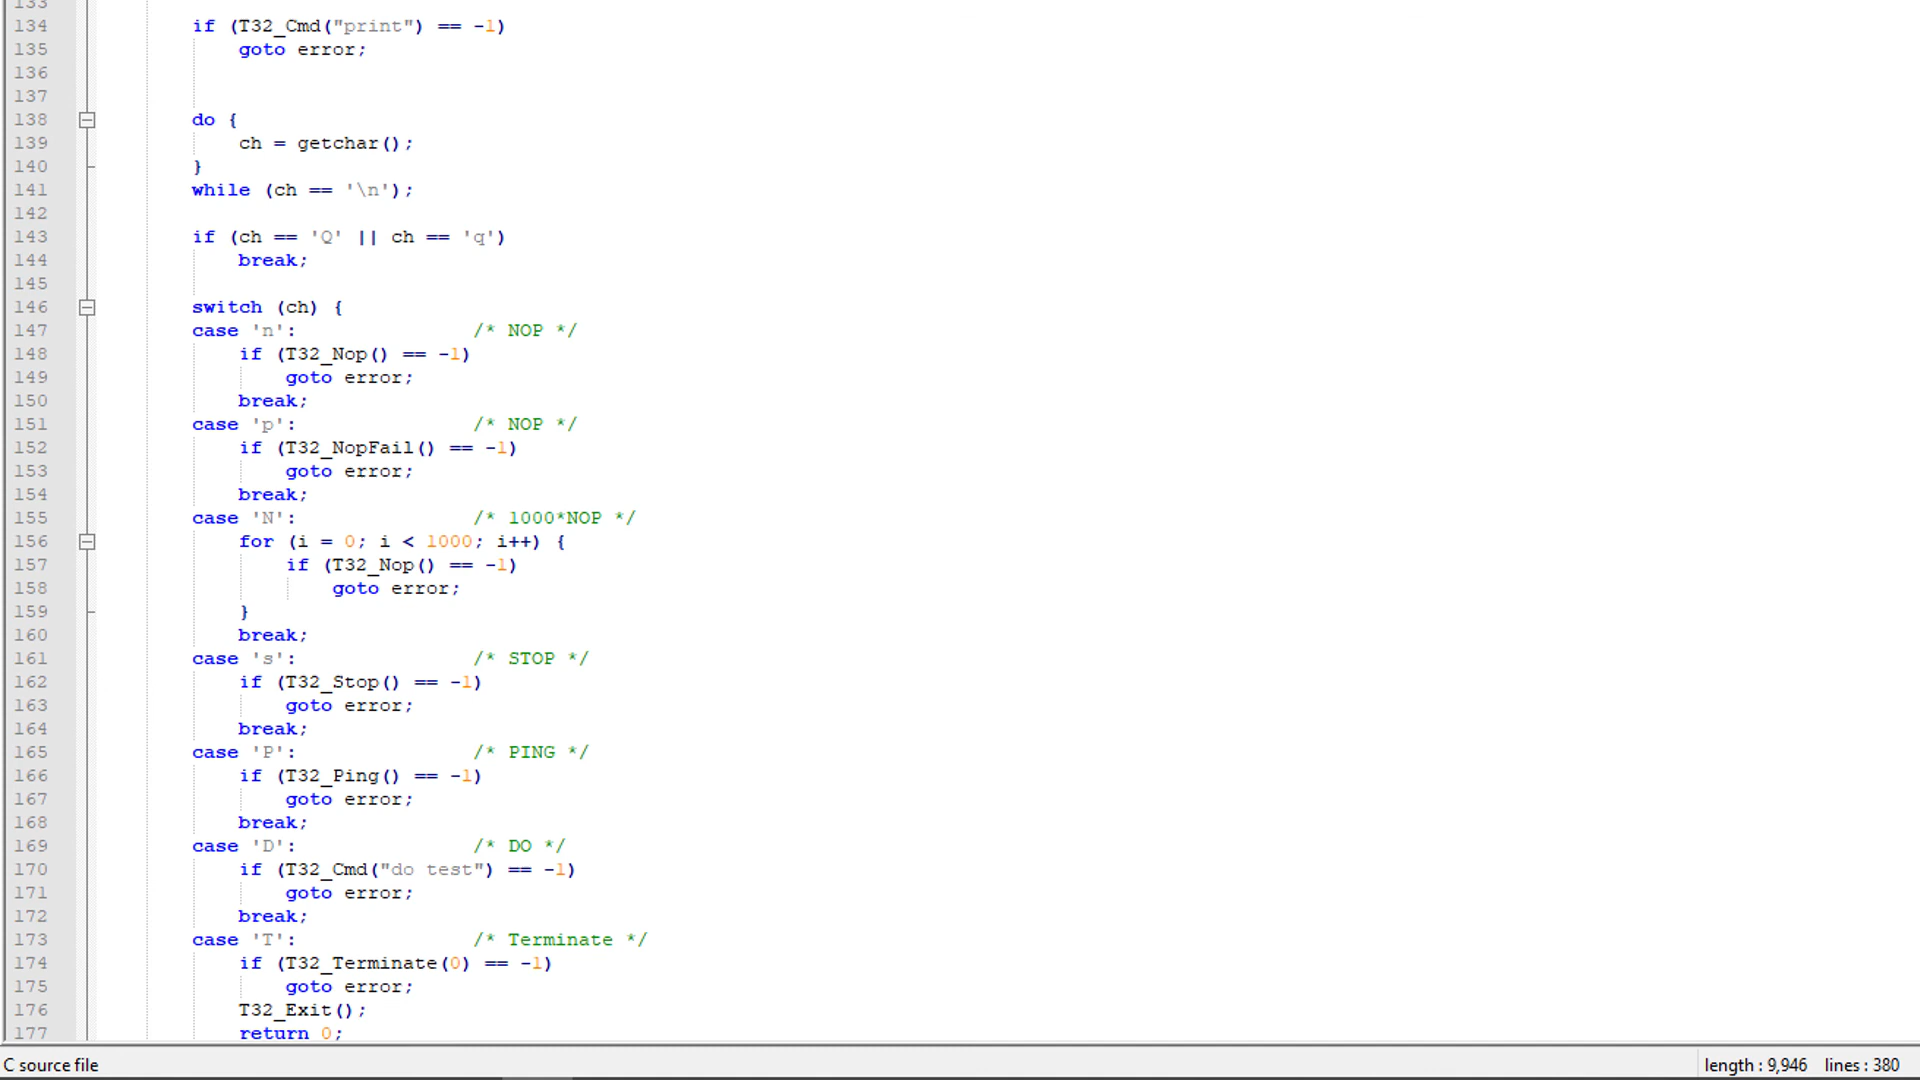 133
134 if (T32_Cmd("print") == -1)
135 goto error;
136
137
138 do {
139 ch = getchar();
140 }
141 while (ch == '\n');
142
143 if (ch == 'Q' || ch == 'q')
144 break;
145
146 switch (ch) {
147 case 'n': /* NOP */
148 if (T32_Nop() == -1)
149 goto error;
150 break;
151 case 'p': /* NOP */
152 if (T32_NopFail() == -1)
153 goto error;
154 break;
155 case 'N': /* 1000*NOP */
156 for (i = 0; i < 1000; i++) {
157 if (T32_Nop() == -1)
158 goto error;
159 }
160 break;
161 case 's': /* STOP */
162 if (T32_Stop() == -1)
163 goto error;
164 break;
165 case 'P': /* PING */
166 if (T32_Ping() == -1)
167 goto error;
168 break;
169 case 'D': /* DO */
170 if (T32_Cmd("do test") == -1)
171 goto error;
172 break;
173 case 'T': /* Terminate */
174 if (T32_Terminate(0) == -1)
175 goto error;
176 T32_Exit();
177 return 0;
C source file length : 9,946 lines : 380